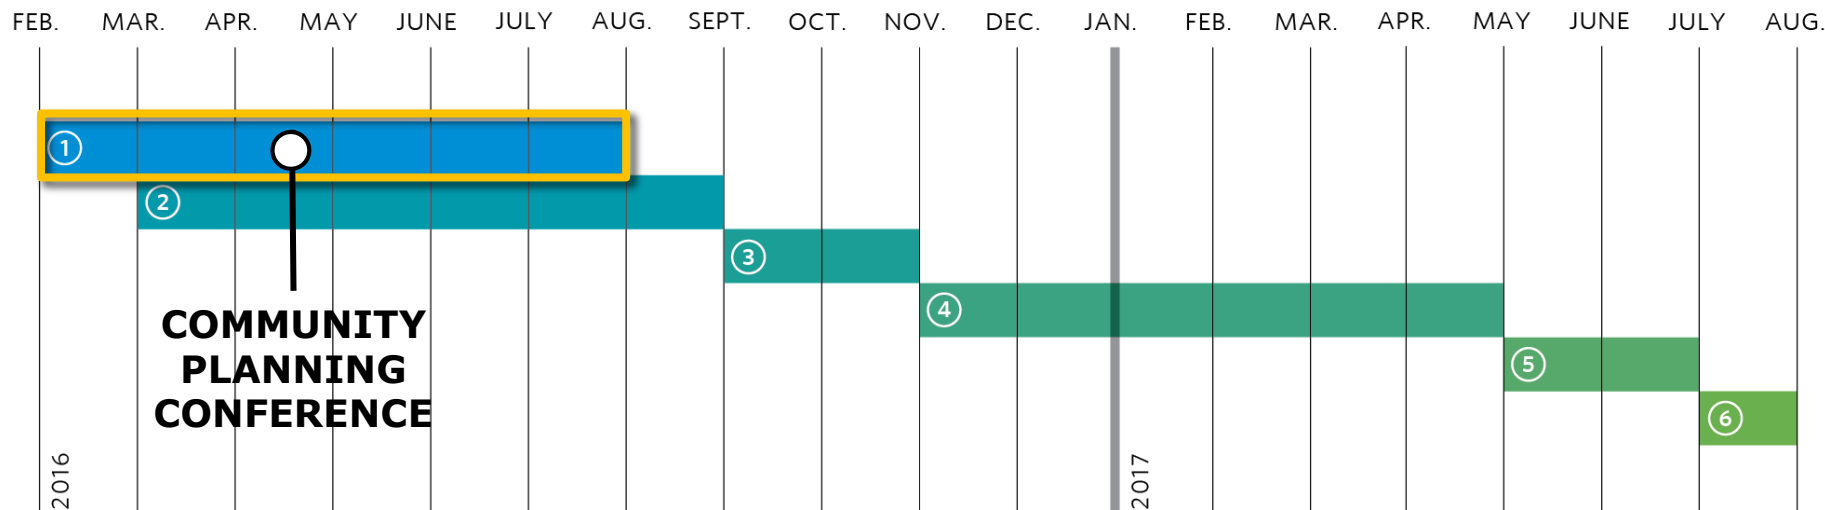 FEB. MAR. APR. MAY JUNE JULY AUG. SEPT. OCT. NOV. DEC. JAN. FEB. MAR. APR. MAY JUNE JULY AUG.
1
2
3
4
5
6
COMMUNITY
PLANNING
CONFERENCE
2016
2017